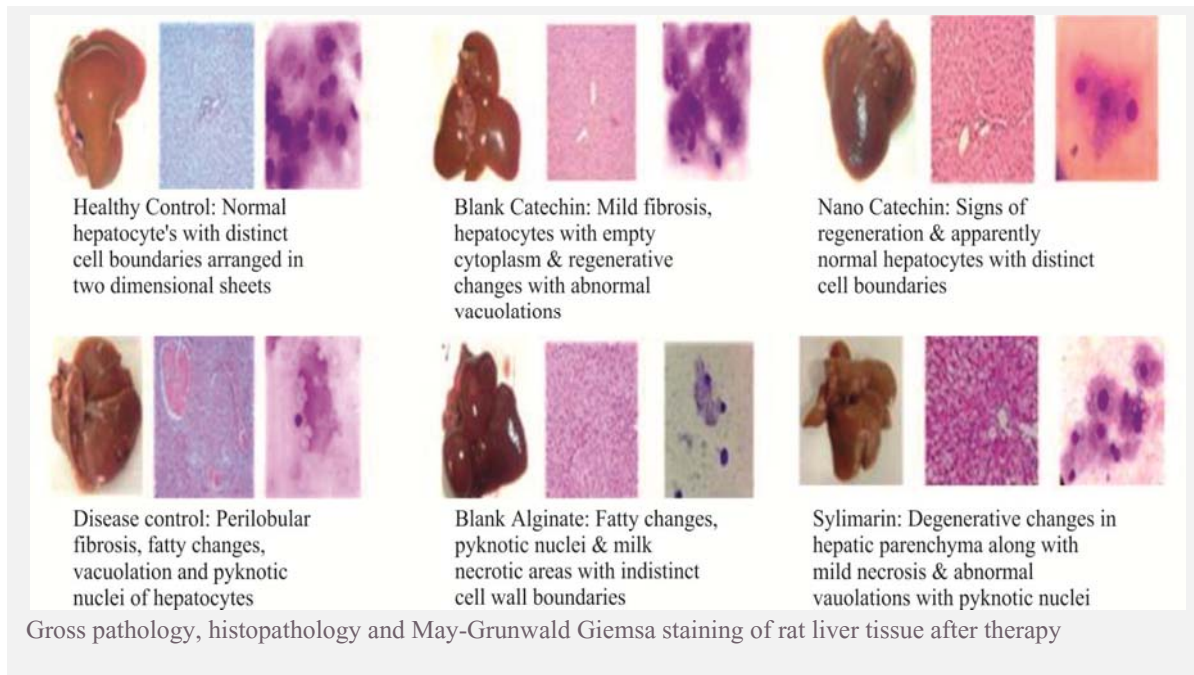 Healthy Control: Normal
hepatocyte's with distinct
cell boundaries arranged in
two dimensional sheets
Blank Catechin: Mild fibrosis,
hepatocytes with empty
cytoplasm & regenerative
changes with abnormal
vacuolations
Nano Catechin: Signs of
regeneration & apparently
normal hepatocytes with distinct
cell boundaries
Disease control: Perilobular
fibrosis, fatty changes,
vacuolation and pyknotic
nuclei of hepatocytes
Blank Alginate: Fatty changes,
pyknotic nuclei & milk
necrotic areas with indistinct
cell wall boundaries
Sylimarin: Degenerative changes in
hepatic parenchyma along with
mild necrosis & abnormal
vauolations with pyknotic nuclei
Gross pathology, histopathology and May-Grunwald Giemsa staining of rat liver tissue after therapy